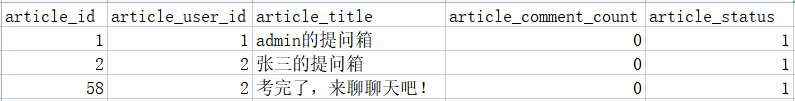 article_id article_user_id article_title article_comment_count article_status
1 1 admin的提问箱 0 1
2 2 张三的提问箱 0 1
58 2 考完了，来聊聊天吧！ 0 1